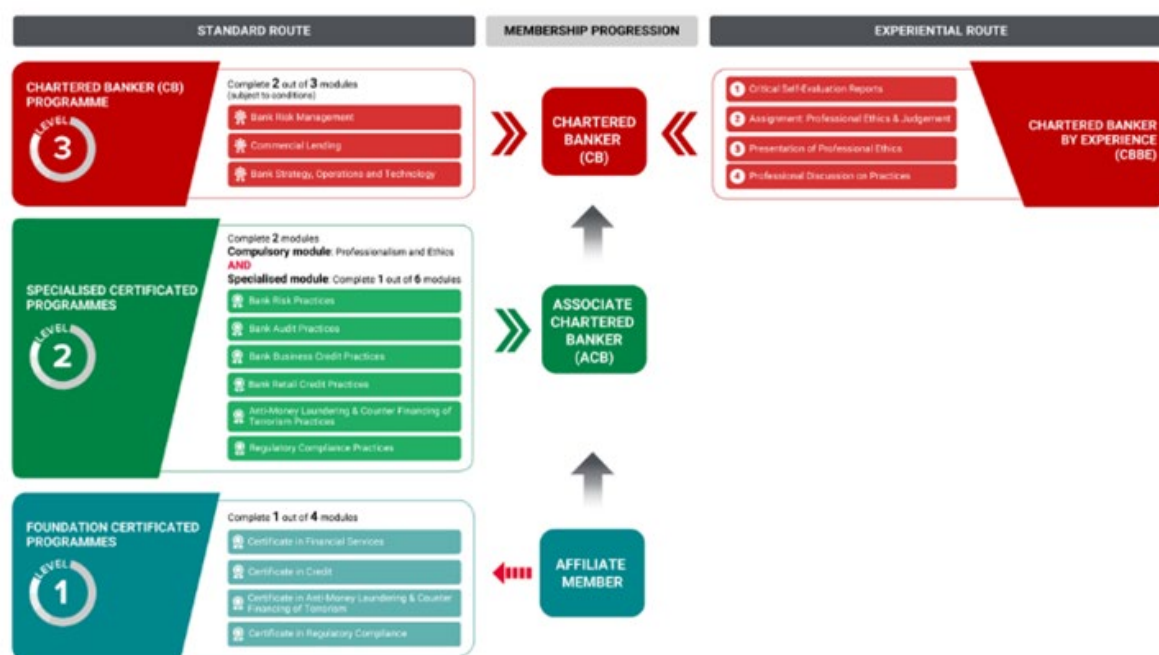 STANDARD ROUTE
MEMBERSHIP PROGRESSION
EXPERIENTIAL ROUTE
CHARTERED BANKER (CB)
PROGRAMME
LEVEL
3
Complete 2 out of 3 modules
(subject to conditions)
Bank Risk Management
Commercial Lending
Bank Strategy, Operations and Technology
CHARTERED
BANKER
(CB)
1 Critical Self-Evaluation Reports
2 Assignment: Professional Ethics & Judgement
3 Presentation of Professional Ethics
4 Professional Discussion on Practices
CHARTERED BANKER
BY EXPERIENCE
(CBBE)
SPECIALISED CERTIFICATED
PROGRAMMES
LEVEL
2
Complete 2 modules
Compulsory module: Professionalism and Ethics
AND
Specialised module: Complete 1 out of 6 modules
Bank Risk Practices
Bank Audit Practices
Bank Business Credit Practices
Bank Retail Credit Practices
Anti-Money Laundering & Counter Financing of
Terrorism Practices
Regulatory Compliance Practices
ASSOCIATE
CHARTERED
BANKER
(ACB)
FOUNDATION CERTIFICATED
PROGRAMMES
LEVEL
1
Complete 1 out of 4 modules
Certificate in Financial Services
Certificate in Credit
Certificate in Anti-Money Laundering & Counter
Financing of Terrorism
Certificate in Regulatory Compliance
AFFILIATE
MEMBER